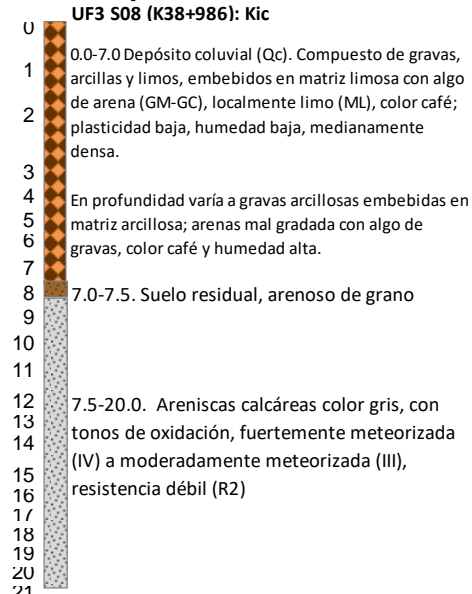 UF3 S08 (K38+986): Kic
0
1
2
3
4
5
6
7
8
9
10
11
12
13
14
15
16
17
18
19
20
21
0.0-7.0 Depósito coluvial (Qc). Compuesto de gravas,
arcillas y limos, embebidos en matriz limosa con algo
de arena (GM-GC), localmente limo (ML), color café;
plasticidad baja, humedad baja, medianamente
densa.
En profundidad varía a gravas arcillosas embebidas en
matriz arcillosa; arenas mal gradada con algo de
gravas, color café y humedad alta.
7.0-7.5. Suelo residual, arenoso de grano
7.5-20.0. Areniscas calcáreas color gris, con
tonos de oxidación, fuertemente meteorizada
(IV) a moderadamente meteorizada (III),
resistencia débil (R2)